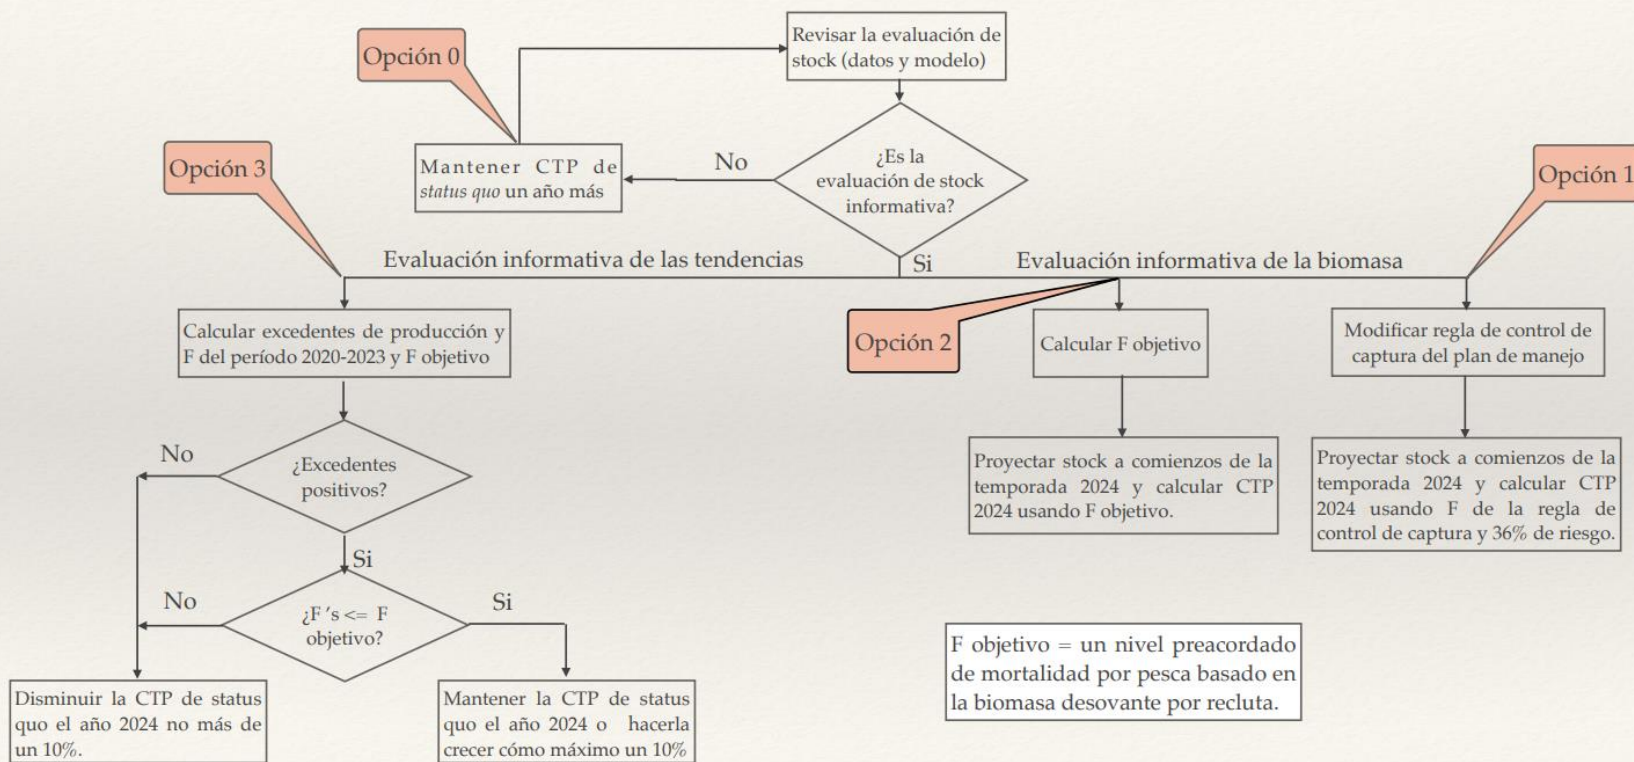 Opción 0
Revisar la evaluación de
stock (datos y modelo)
Opción 3
Mantener CTP de
status quo un año más
No
¿Es la
evaluación de stock
informativa?
Opción 1
Evaluación informativa de las tendencias
Si
Evaluación informativa de la biomasa
Calcular excedentes de producción y
F del período 2020-2023 y F objetivo
Opción 2
Calcular F objetivo
Modificar regla de control de
captura del plan de manejo
No
¿Excedentes
positivos?
Proyectar stock a comienzos de la
temporada 2024 y calcular CTP
2024 usando F objetivo.
Proyectar stock a comienzos de la
temporada 2024 y calcular CTP
2024 usando F de la regla de
control de captura y 36% de riesgo.
Si
No
¿F's <= F
objetivo?
Si
F objetivo = un nivel preacordado
de mortalidad por pesca basado en
la biomasa desovante por recluta.
Disminuir la CTP de status
quo el año 2024 no más de
un 10%.
Mantener la CTP de status
quo el año 2024 o hacerla
crecer cómo máximo un 10%